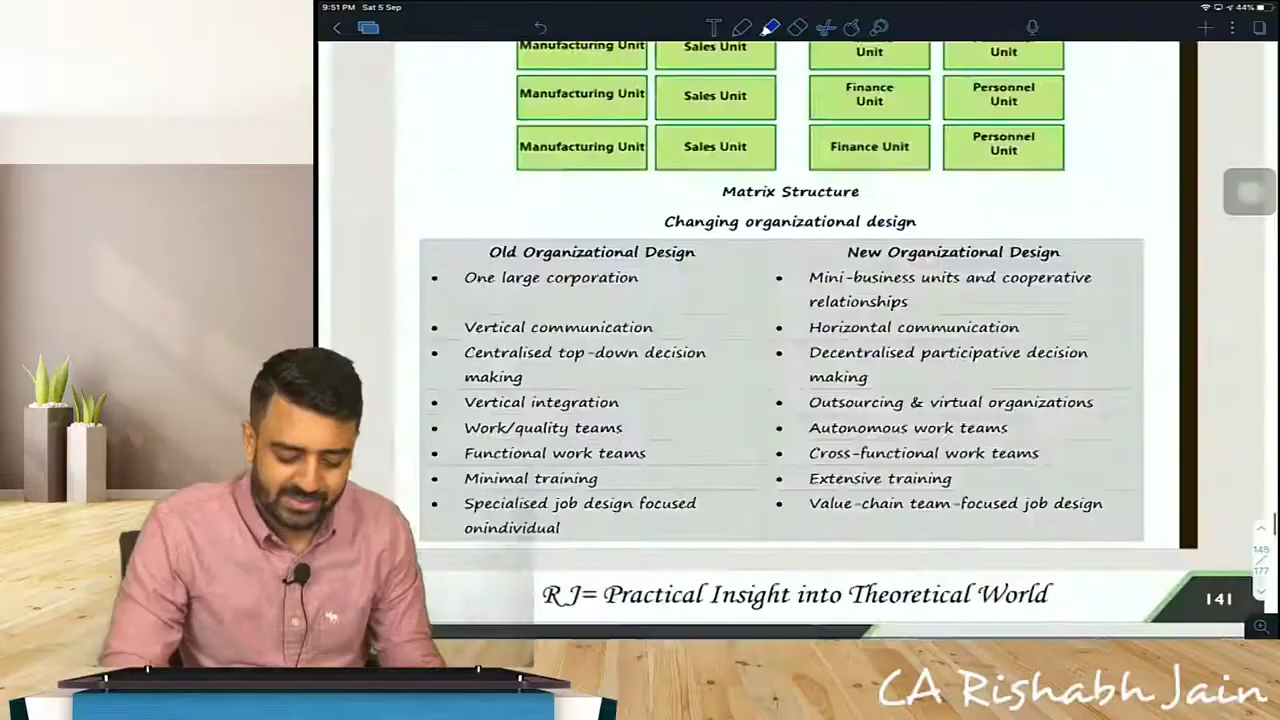 9:51 PM Sat 5 Sep
44%
Manufacturing Unit
Sales Unit
Unit
Unit
Manufacturing Unit
Sales Unit
Finance
Unit
Personnel
Unit
Manufacturing Unit
Sales Unit
Finance Unit
Personnel
Unit
Matrix Structure
Changing organizational design
Old Organizational Design
New Organizational Design
• One large corporation
• Mini-business units and cooperative
relationships
• Vertical communication
• Horizontal communication
• Centralised top-down decision
making
• Decentralised participative decision
making
• Vertical integration
• Outsourcing & virtual organizations
• Work/quality teams
• Autonomous work teams
• Functional work teams
• Cross-functional work teams
• Minimal training
• Extensive training
• Specialised job design focused
onindividual
• Value-chain team-focused job design
145
/
177
R J= Practical Insight into Theoretical World
141
CA Rishabh Jain